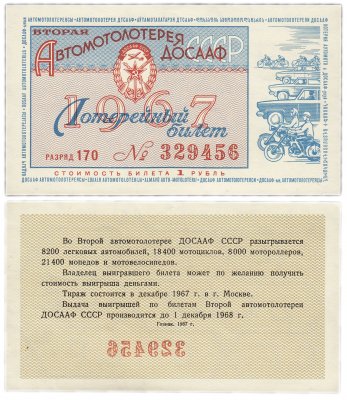 ВТОРАЯ
АВТОМОТОЛОТЕРЕЯ
ДОСААФ
СССР
1967
Лотерейный
билет
РАЗРЯД 170 № 329456
СТОИМОСТЬ БИЛЕТА 1 РУБЛЬ
Во Второй автомотолотерее ДОСААФ СССР разыгрывается
8200 легковых автомобилей, 18400 мотоциклов, 8000 мотороллеров,
21400 мопедов и мотовелосипедов.
Владелец выигравшего билета может по желанию получить
стоимость выигрыша деньгами.
Тираж состоится в декабре 1967 г. в г. Москве.
Выдача выигрышей по билетам Второй автомотолотереи
ДОСААФ СССР производится до 1 декабря 1968 г.
Гознак. 1967 г.
329456